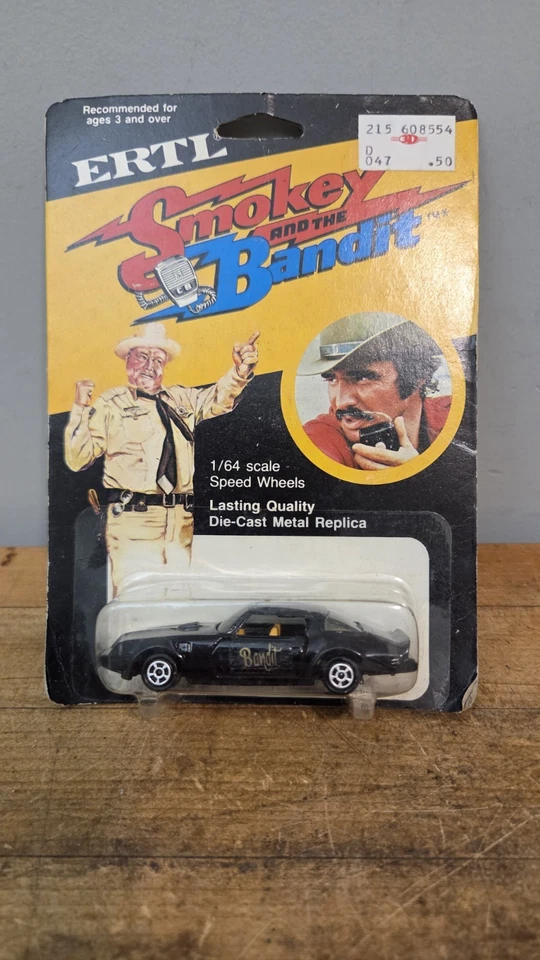 Recommended for
ages 3 and over
ERTL
215 608554
D
047 .50
Smokey
AND THE
Bandit
CB
1/64 scale
Speed Wheels
Lasting Quality
Die-Cast Metal Replica
Bandit